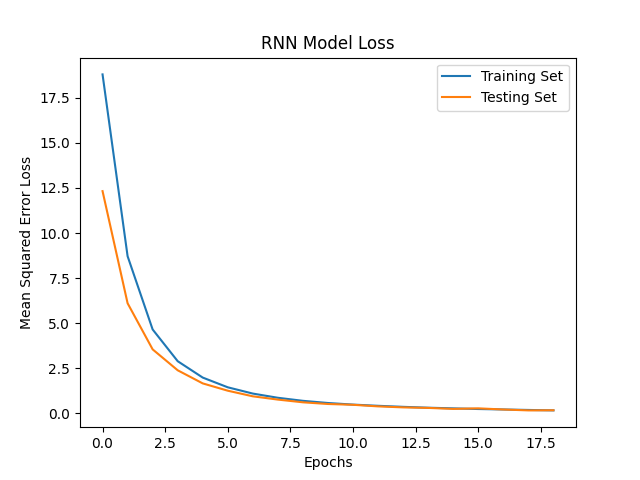 RNN Model Loss
Training Set
Testing Set
Mean Squared Error Loss
17.5
15.0
12.5
10.0
7.5
5.0
2.5
0.0
0.0 2.5 5.0 7.5 10.0 12.5 15.0 17.5
Epochs